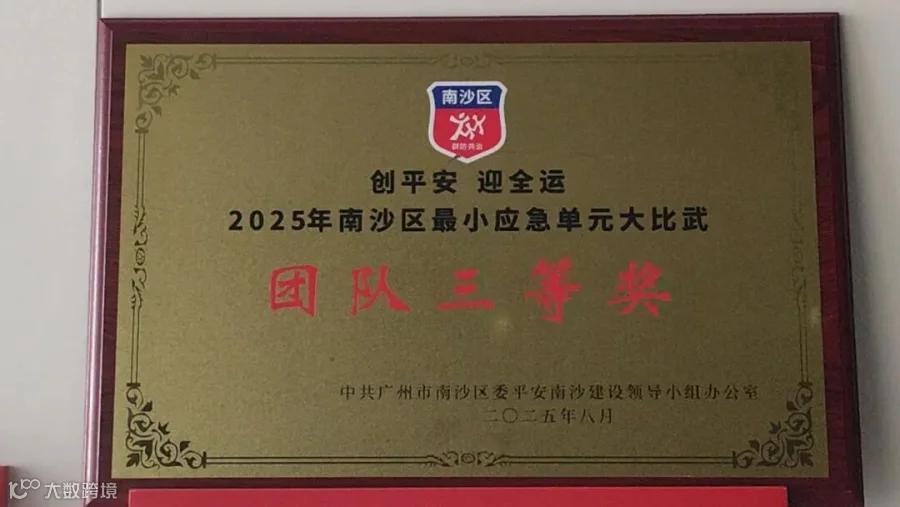 南沙区
群防共治
创平安 迎全运
2025年南沙区最小应急单元大比武
团队三等奖
中共广州市南沙区委平安南沙建设领导小组办公室
二〇二五年八月
大数跨境